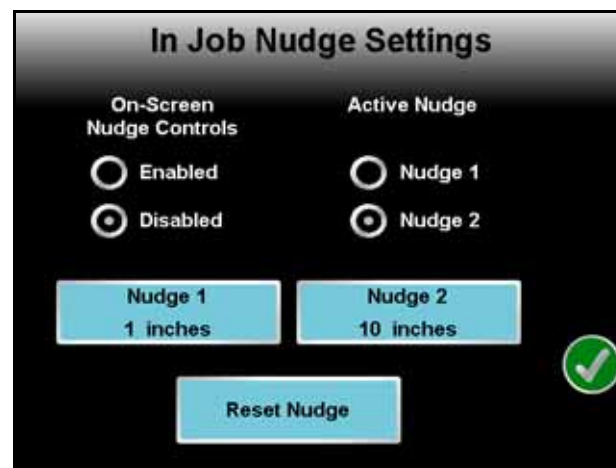 In Job Nudge Settings
On-Screen
Nudge Controls
Active Nudge
Enabled
Nudge 1
Disabled
Nudge 2
Nudge 1
1 inches
Nudge 2
10 inches
Reset Nudge